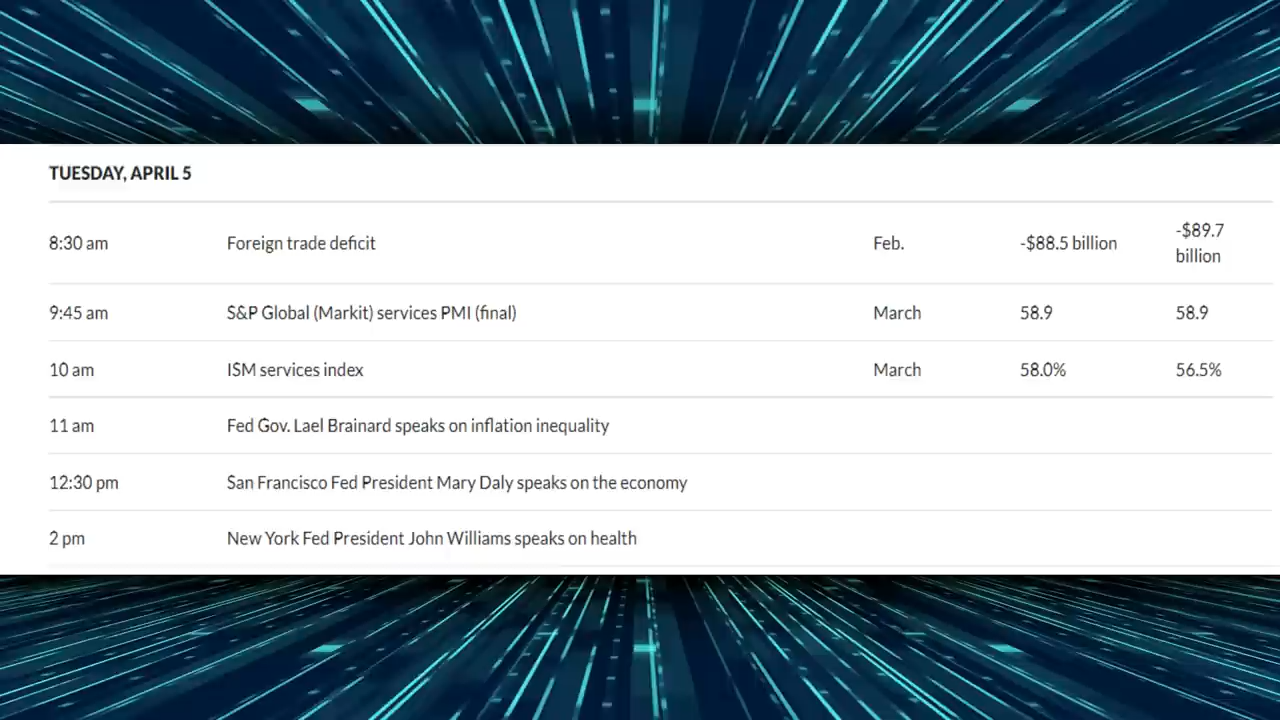 TUESDAY, APRIL 5
8:30 am Foreign trade deficit Feb. -$88.5 billion -$89.7 billion
9:45 am S&P Global (Markit) services PMI (final) March 58.9 58.9
10 am ISM services index March 58.0% 56.5%
11 am Fed Gov. Lael Brainard speaks on inflation inequality
12:30 pm San Francisco Fed President Mary Daly speaks on the economy
2 pm New York Fed President John Williams speaks on health